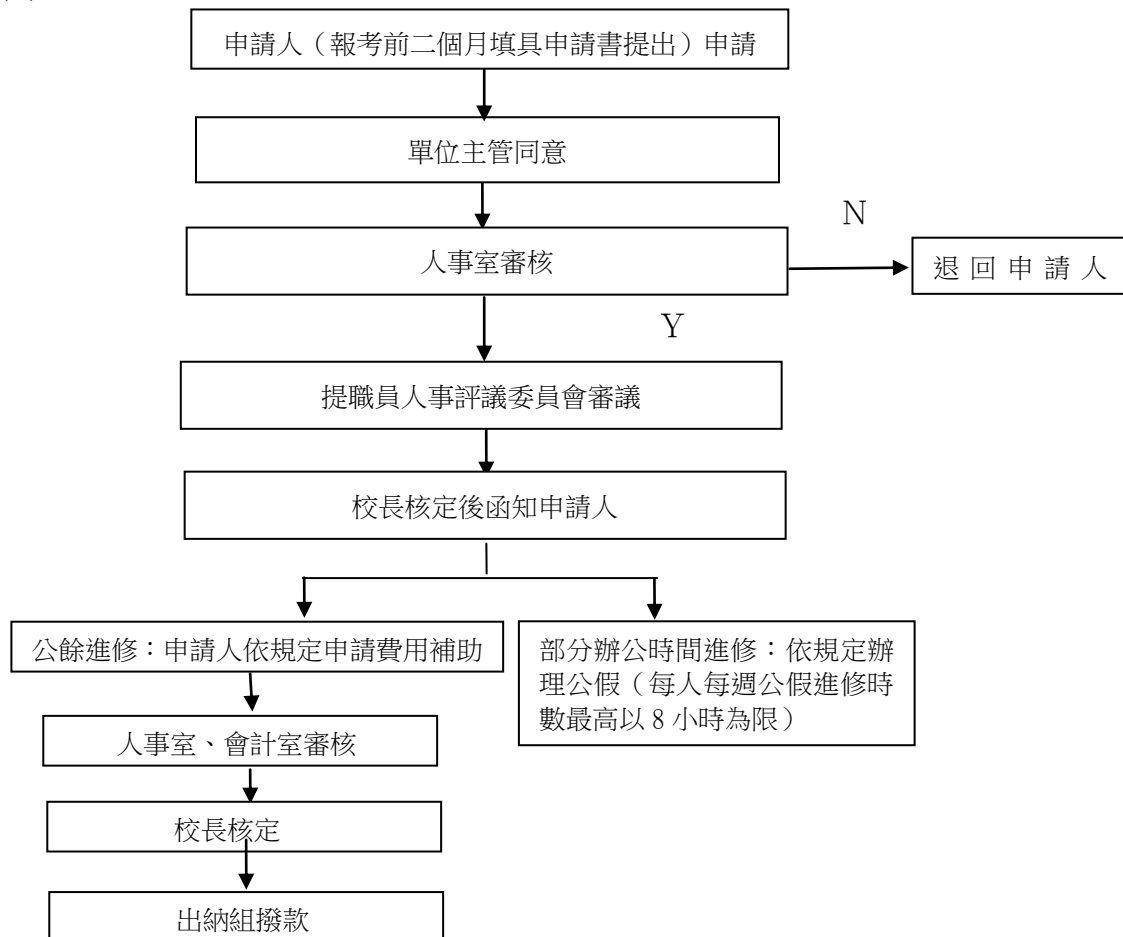 申請人（報考前二個月填具申請書提出）申請
單位主管同意
N
人事室審核
退回申請人
Y
提職員人事評議委員會審議
校長核定後函知申請人
公餘進修：申請人依規定申請費用補助
部分辦公時間進修：依規定辦
理公假（每人每週公假進修時
數最高以 8 小時為限）
人事室、會計室審核
校長核定
出納組撥款